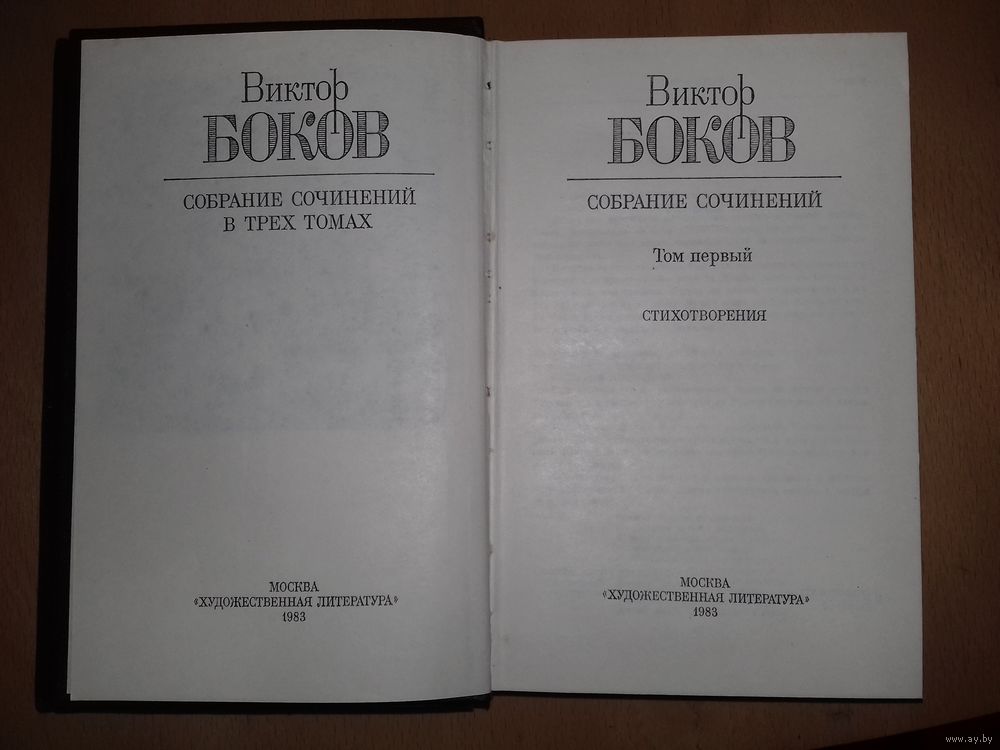 Виктор
БОКОВ
СОБРАНИЕ СОЧИНЕНИЙ
В ТРЕХ ТОМАХ
МОСКВА
«ХУДОЖЕСТВЕННАЯ ЛИТЕРАТУРА»
1983
Виктор
БОКОВ
СОБРАНИЕ СОЧИНЕНИЙ
Том первый
СТИХОТВОРЕНИЯ
МОСКВА
«ХУДОЖЕСТВЕННАЯ ЛИТЕРАТУРА»
1983
www.ay.by